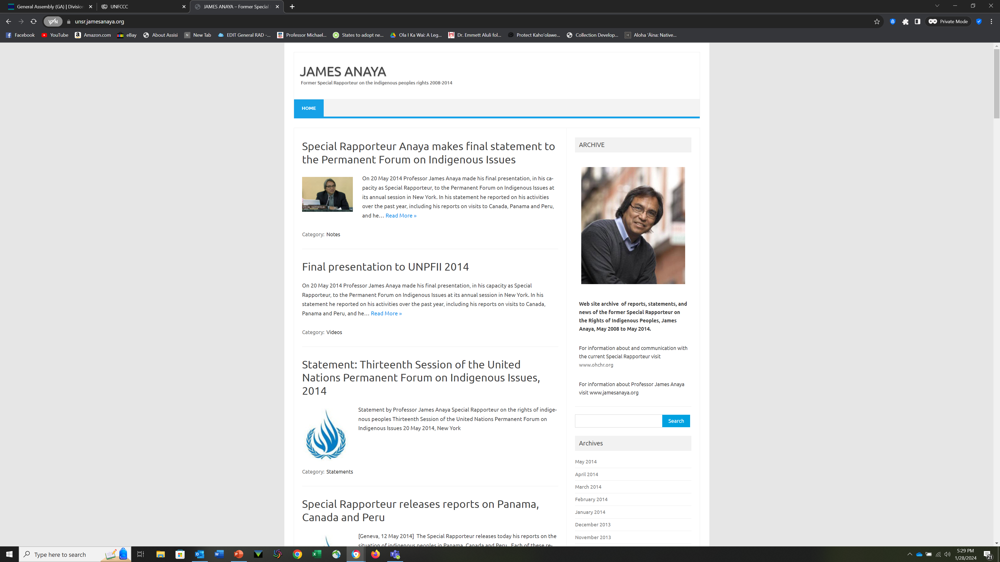 General Assembly (GA) | Division
UNFCCC
JAMES ANAYA – Former Special
VPN
unsr.jamesanaya.org
Private Mode
Facebook
YouTube
Amazon.com
eBay
About Assisi
New Tab
EDIT General RAD -...
Professor Michael...
States to adopt ne...
Ola I Ka Wai: A Leg...
Dr. Emmett Aluli fol...
Protect Kahoʻolawe...
Collection Develop...
Aloha ʻĀina: Native...
JAMES ANAYA
Former Special Rapporteur on the indigenous peoples rights 2008-2014
HOME
Special Rapporteur Anaya makes final statement to
the Permanent Forum on Indigenous Issues
On 20 May 2014 Professor James Anaya made his final presentation, in his ca-
pacity as Special Rapporteur, to the Permanent Forum on Indigenous Issues at
its annual session in New York. In his statement he reported on his activities
over the past year, including his reports on visits to Canada, Panama and Peru,
and he… Read More »
SPECIAL RAPPORTEUR
Category: Notes
Final presentation to UNPFII 2014
On 20 May 2014 Professor James Anaya made his final presentation, in his capacity as Special
Rapporteur, to the Permanent Forum on Indigenous Issues at its annual session in New York. In his
statement he reported on his activities over the past year, including his reports on visits to Canada,
Panama and Peru, and he… Read More »
Category: Videos
Statement: Thirteenth Session of the United
Nations Permanent Forum on Indigenous Issues,
2014
Statement by Professor James Anaya Special Rapporteur on the rights of indige-
nous peoples Thirteenth Session of the United Nations Permanent Forum on
Indigenous Issues 20 May 2014, New York
Category: Statements
Special Rapporteur releases reports on Panama,
Canada and Peru
[Geneva, 12 May 2014] The Special Rapporteur releases today his reports on the
situation of indigenous peoples in Panama, Canada and Peru. Each of these re-
ARCHIVE
Web site archive of reports, statements, and
news of the former Special Rapporteur on
the Rights of Indigenous Peoples, James
Anaya, May 2008 to May 2014.
For information about and communication with
the current Special Rapporteur visit
www.ohchr.org
For information about Professor James Anaya
visit www.jamesanaya.org
Search
Archives
May 2014
April 2014
March 2014
February 2014
January 2014
December 2013
November 2013
Type here to search
5:29 PM
1/28/2024
21